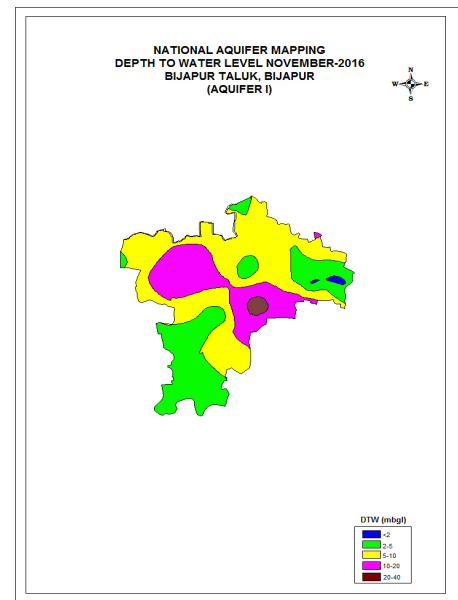 NATIONAL AQUIFER MAPPING
DEPTH TO WATER LEVEL NOVEMBER-2016
BIJAPUR TALUK, BIJAPUR
(AQUIFER I)
N
W E
S
DTW (mbgl)
<2
2-5
5-10
10-20
20-40